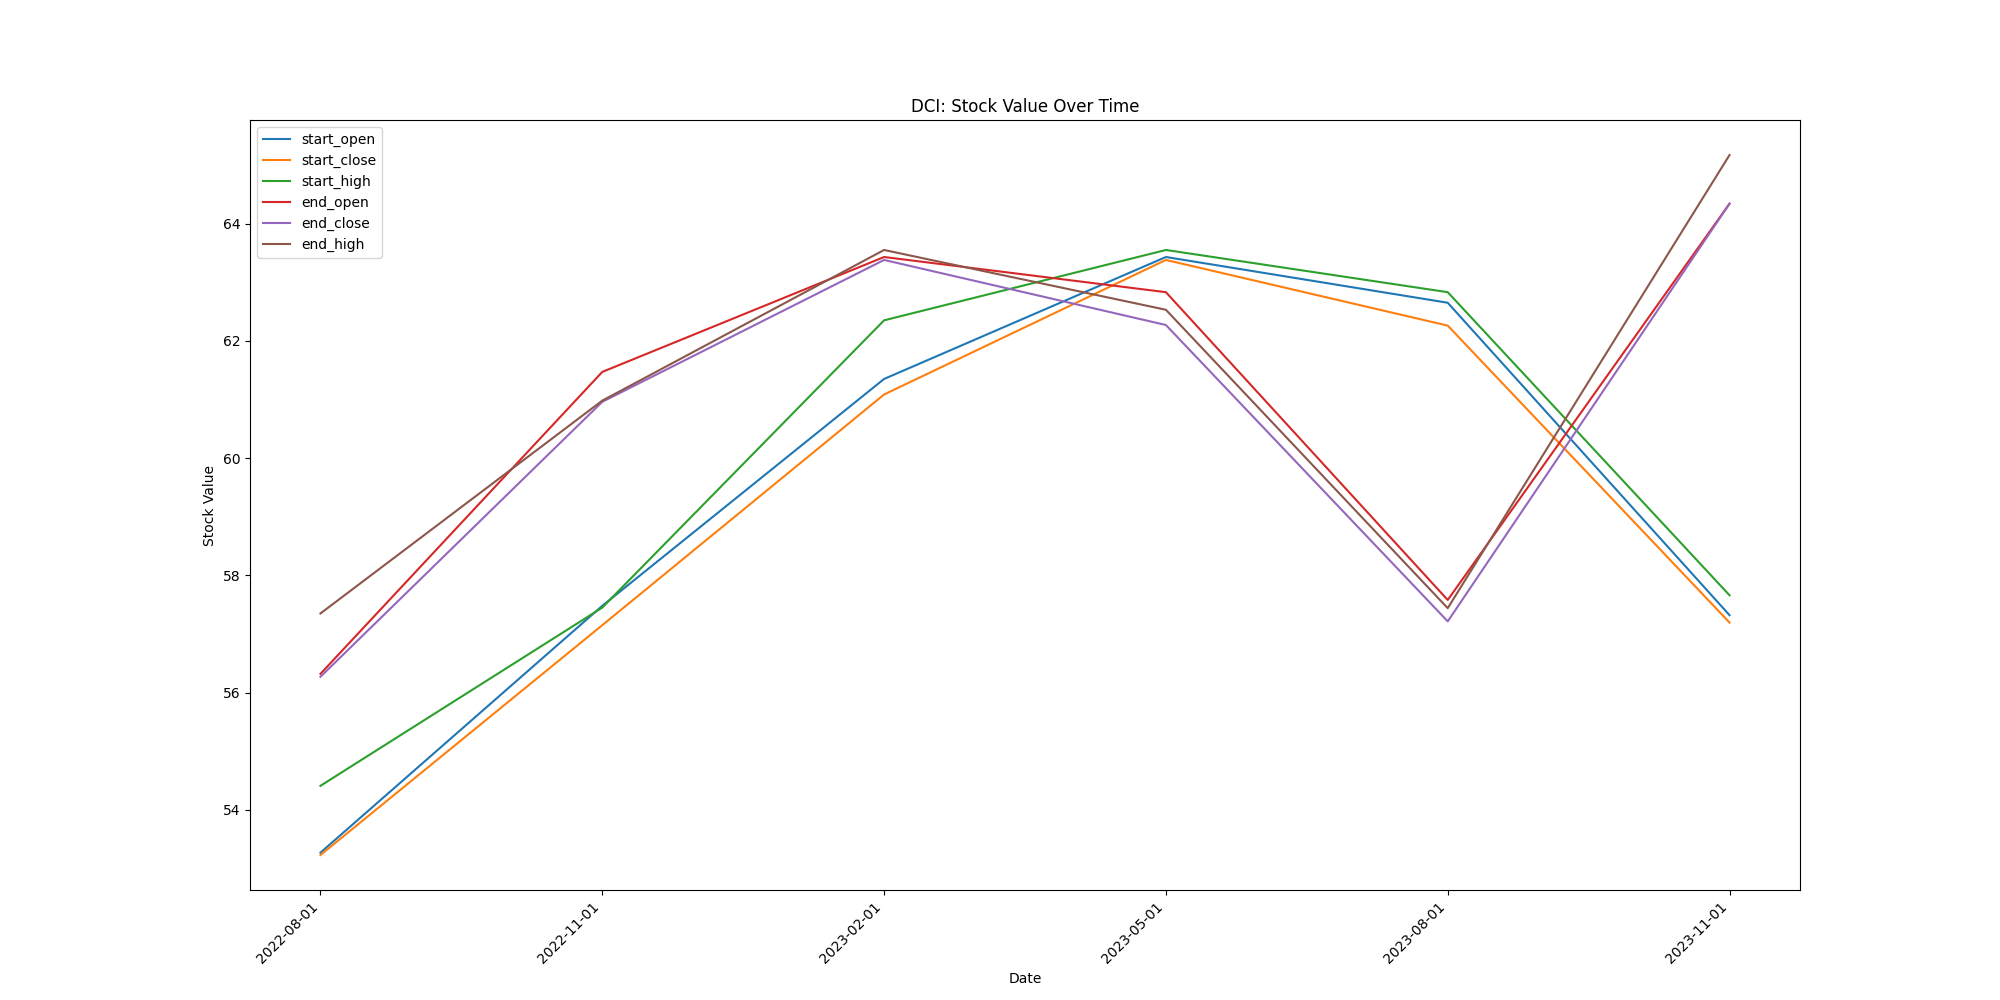 DCI: Stock Value Over Time
start_open
start_close
start_high
end_open
end_close
end_high
64
62
60
58
56
54
Stock Value
2022-08-01
2022-11-01
2023-02-01
2023-05-01
2023-08-01
2023-11-01
Date